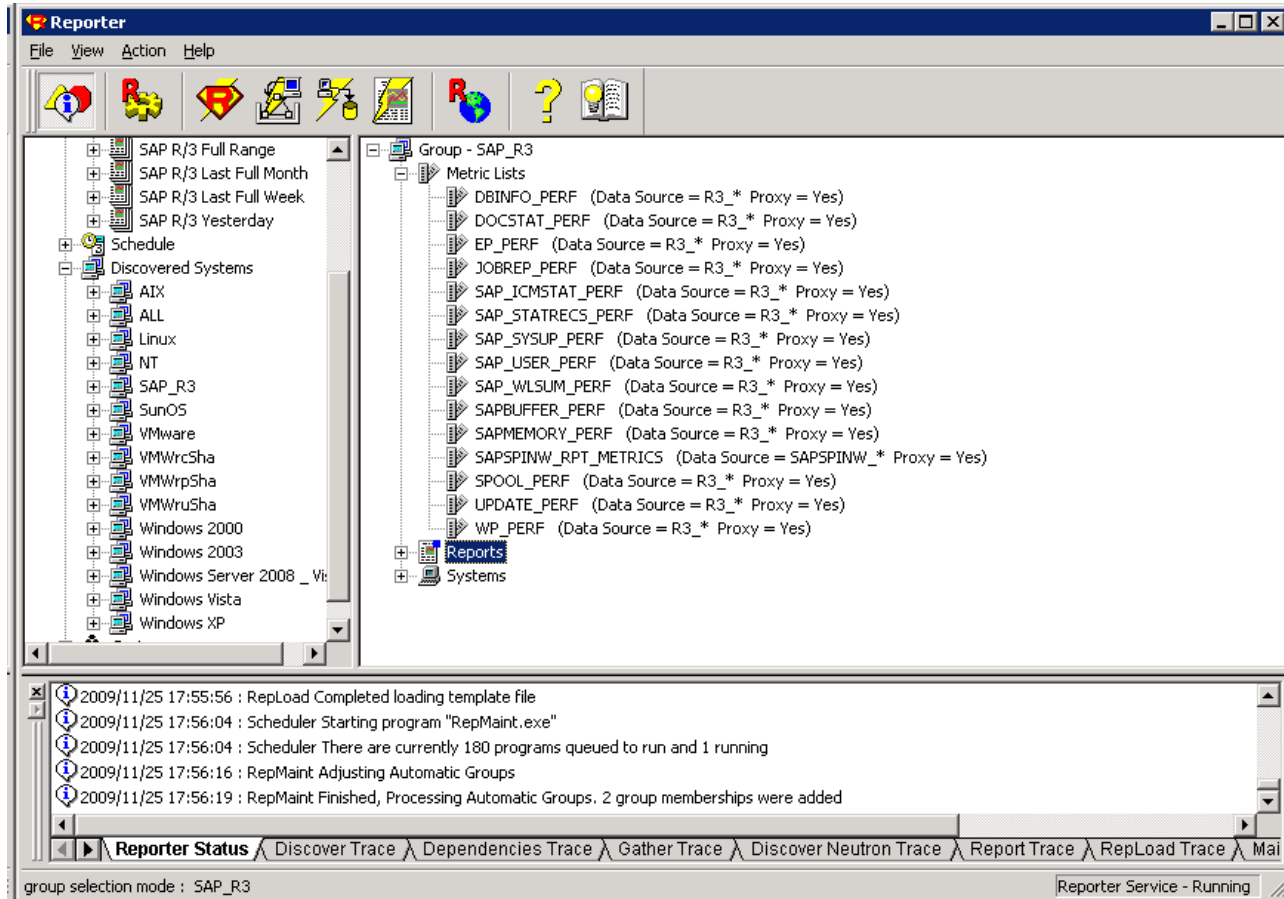 Reporter
File View Action Help
SAP R/3 Full Range
SAP R/3 Last Full Month
SAP R/3 Last Full Week
SAP R/3 Yesterday
Schedule
Discovered Systems
AIX
ALL
Linux
NT
SAP_R3
SunOS
VMware
VMWrcSha
VMWrpSha
VMWruSha
Windows 2000
Windows 2003
Windows Server 2008 _ Vi
Windows Vista
Windows XP
Group - SAP_R3
Metric Lists
DBINFO_PERF (Data Source = R3_* Proxy = Yes)
DOCSTAT_PERF (Data Source = R3_* Proxy = Yes)
EP_PERF (Data Source = R3_* Proxy = Yes)
JOBREP_PERF (Data Source = R3_* Proxy = Yes)
SAP_ICMSTAT_PERF (Data Source = R3_* Proxy = Yes)
SAP_STATRECS_PERF (Data Source = R3_* Proxy = Yes)
SAP_SYSUP_PERF (Data Source = R3_* Proxy = Yes)
SAP_USER_PERF (Data Source = R3_* Proxy = Yes)
SAP_WLSUM_PERF (Data Source = R3_* Proxy = Yes)
SAPBUFFER_PERF (Data Source = R3_* Proxy = Yes)
SAPMEMORY_PERF (Data Source = R3_* Proxy = Yes)
SAPSPINW_RPT_METRICS (Data Source = SAPSPINW_* Proxy = Yes)
SPOOL_PERF (Data Source = R3_* Proxy = Yes)
UPDATE_PERF (Data Source = R3_* Proxy = Yes)
WP_PERF (Data Source = R3_* Proxy = Yes)
Reports
Systems
2009/11/25 17:55:56 : RepLoad Completed loading template file
2009/11/25 17:56:04 : Scheduler Starting program "RepMaint.exe"
2009/11/25 17:56:04 : Scheduler There are currently 180 programs queued to run and 1 running
2009/11/25 17:56:16 : RepMaint Adjusting Automatic Groups
2009/11/25 17:56:19 : RepMaint Finished, Processing Automatic Groups. 2 group memberships were added
Reporter Status Discover Trace Dependencies Trace Gather Trace Discover Neutron Trace Report Trace RepLoad Trace Mai
group selection mode : SAP_R3
Reporter Service - Running